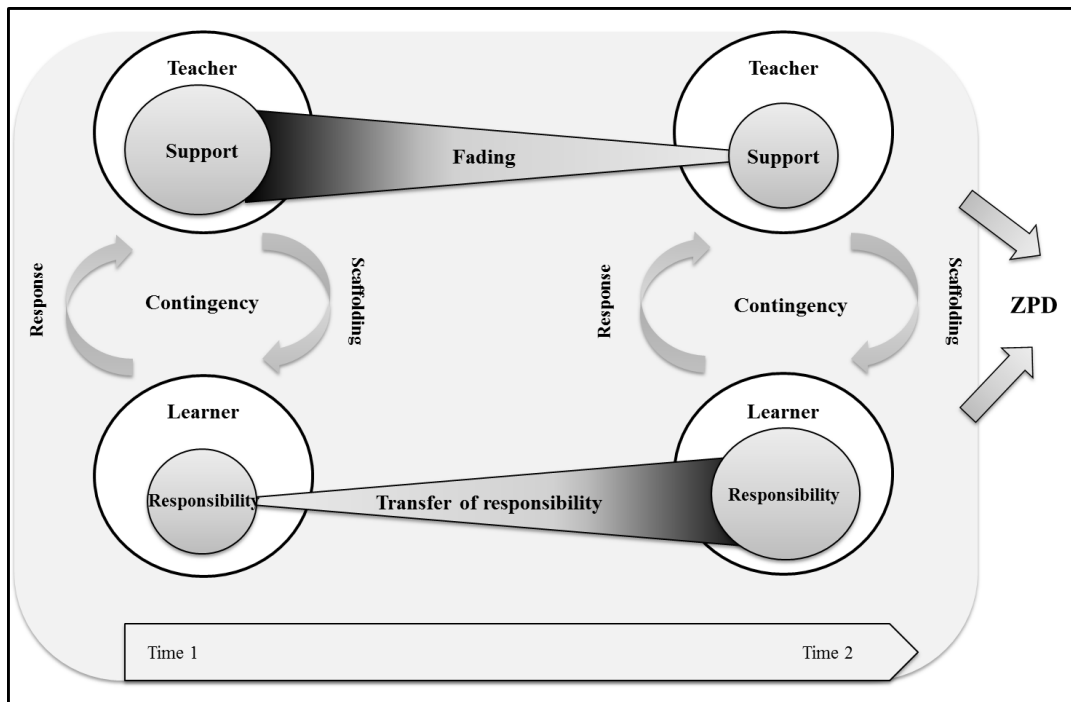 Teacher
Teacher
Support
Fading
Support
Response
Contingency
Scaffolding
Response
Contingency
Scaffolding
ZPD
Learner
Learner
Responsibility
Transfer of responsibility
Responsibility
Time 1
Time 2